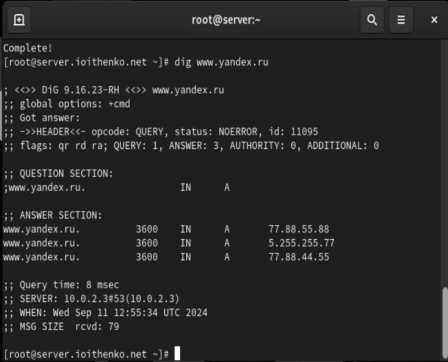 root@server:~
Complete!
[root@server.ioithenko.net ~]# dig www.yandex.ru
; <<>> DiG 9.16.23-RH <<>> www.yandex.ru
;; global options: +cmd
;; Got answer:
;; ->>HEADER<<- opcode: QUERY, status: NOERROR, id: 11095
;; flags: qr rd ra; QUERY: 1, ANSWER: 3, AUTHORITY: 0, ADDITIONAL: 0
;; QUESTION SECTION:
;www.yandex.ru. IN A
;; ANSWER SECTION:
www.yandex.ru. 3600 IN A 77.88.55.88
www.yandex.ru. 3600 IN A 5.255.255.77
www.yandex.ru. 3600 IN A 77.88.44.55
;; Query time: 8 msec
;; SERVER: 10.0.2.3#53(10.0.2.3)
;; WHEN: Wed Sep 11 12:55:34 UTC 2024
;; MSG SIZE rcvd: 79
[root@server.ioithenko.net ~]#